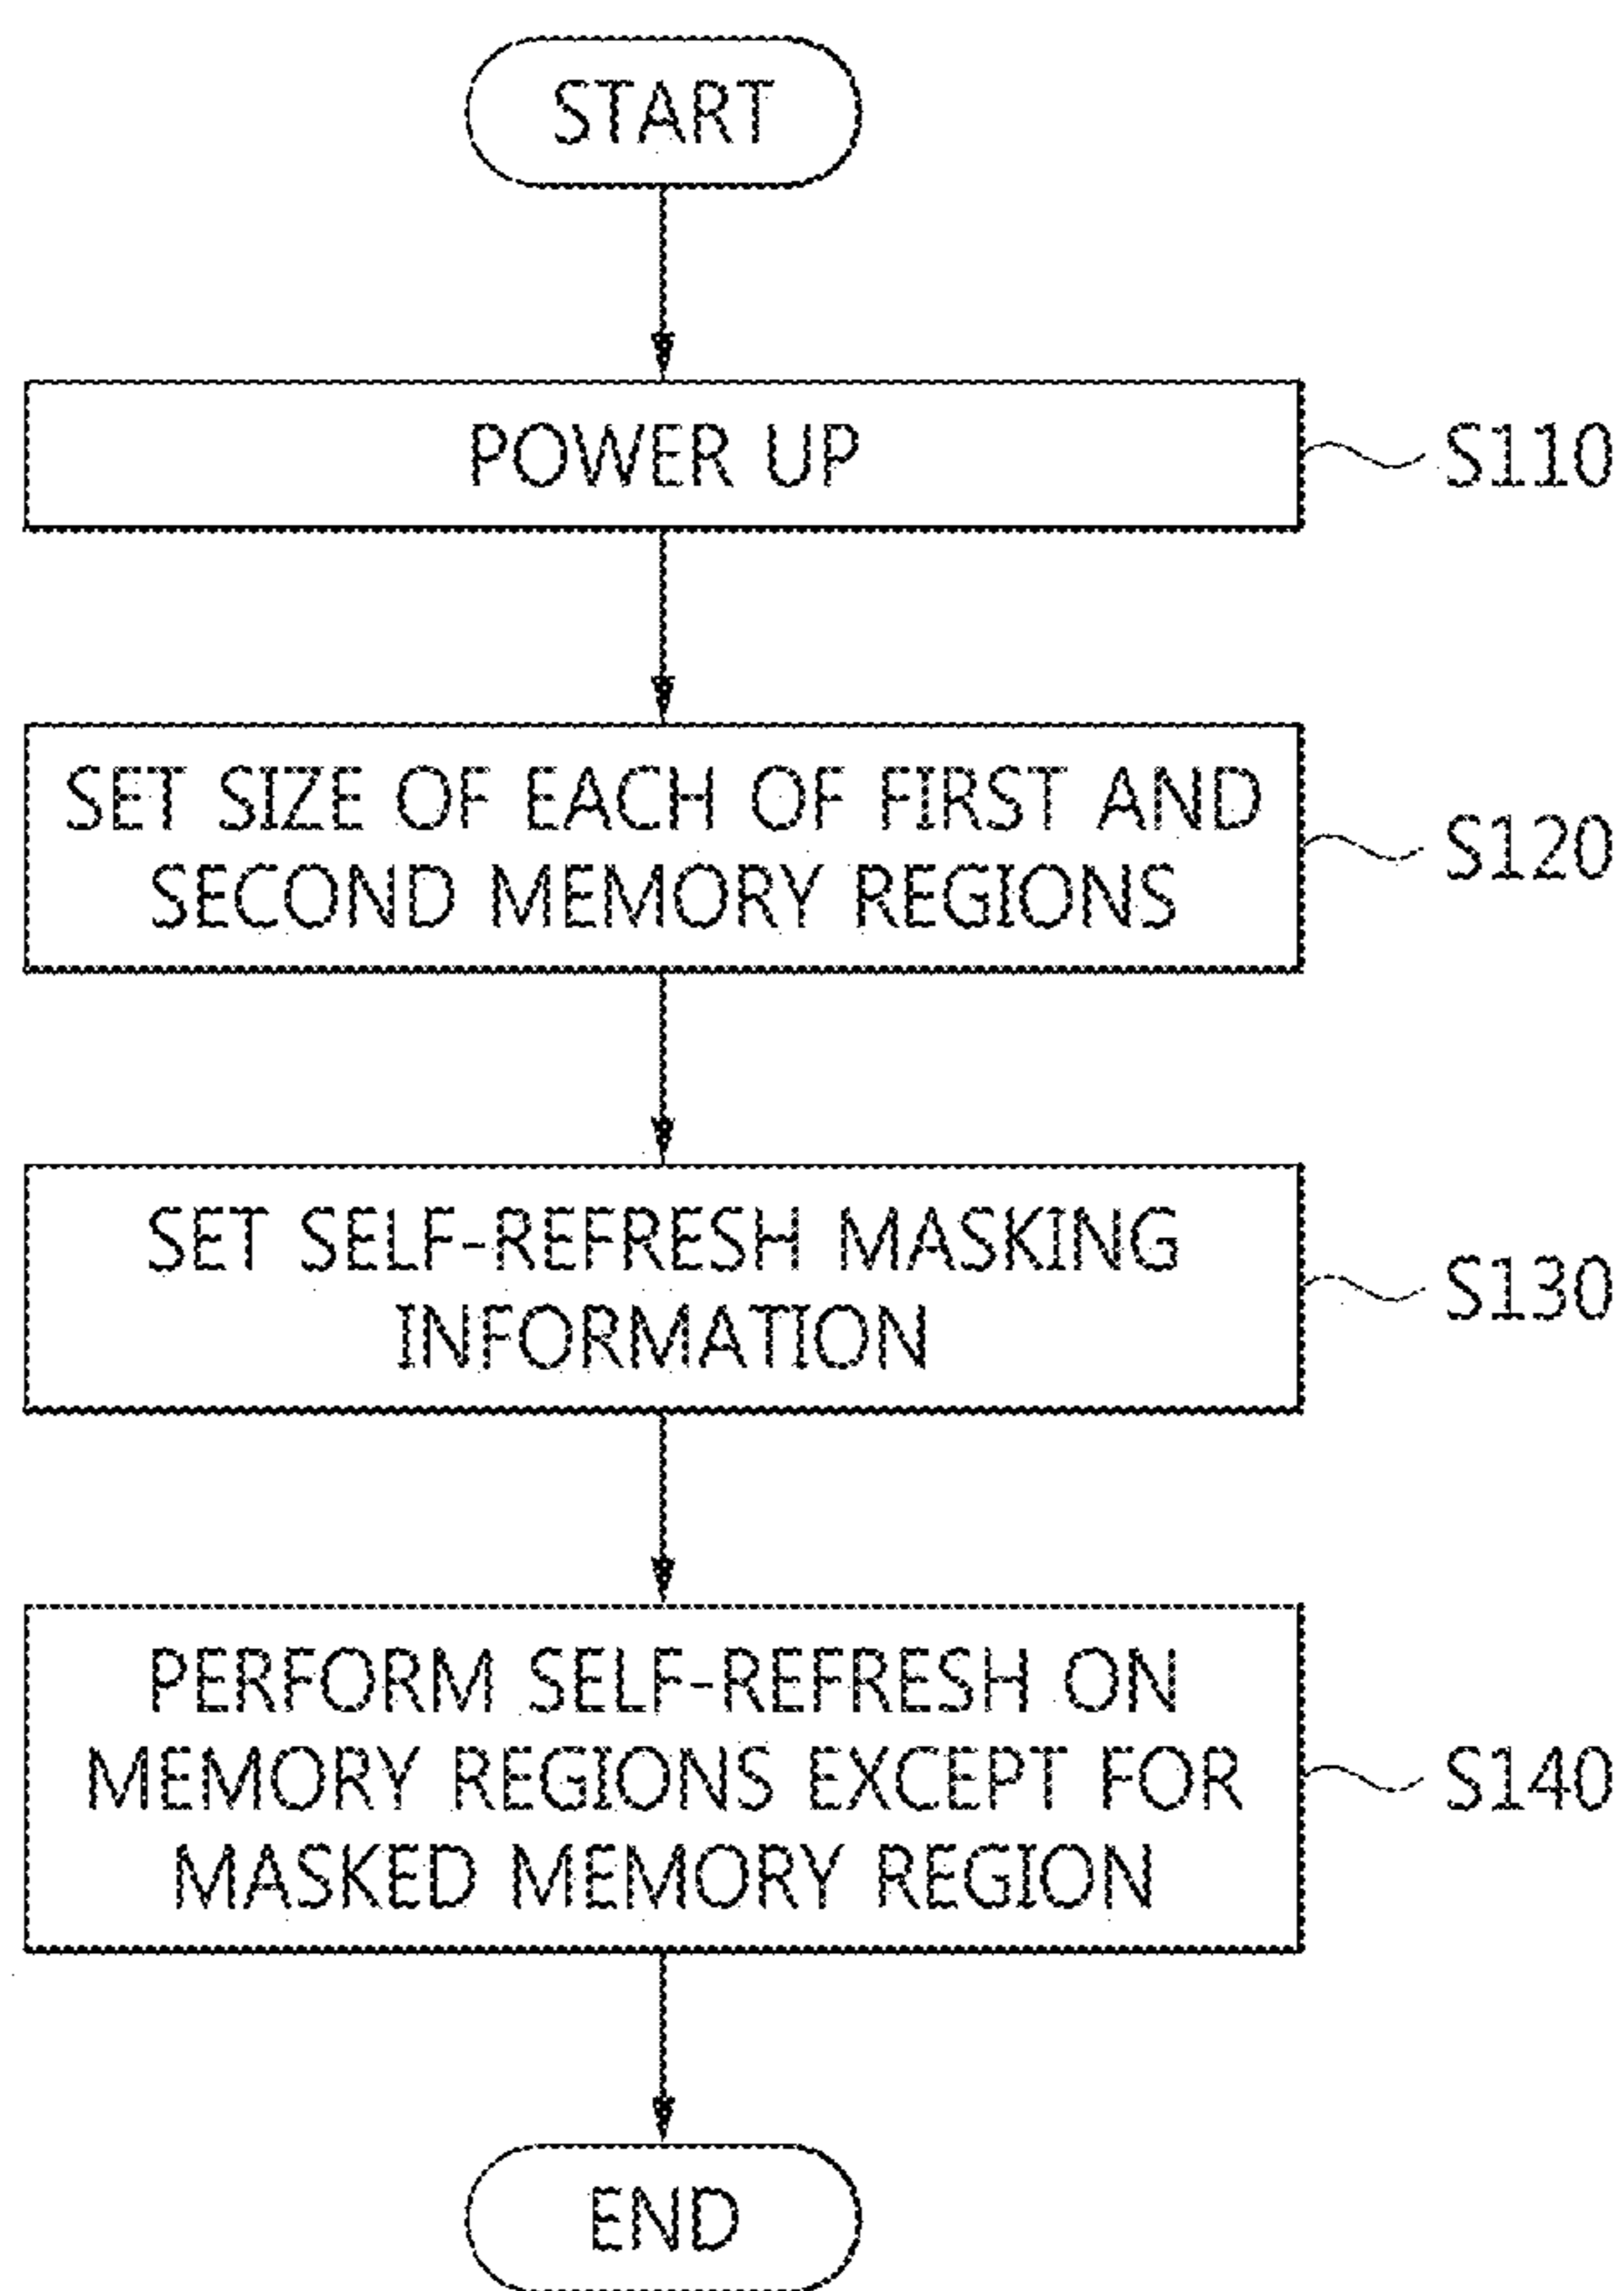 START
POWER UP
S110
SET SIZE OF EACH OF FIRST AND
SECOND MEMORY REGIONS
S120
SET SELF-REFRESH MASKING
INFORMATION
S130
PERFORM SELF-REFRESH ON
MEMORY REGIONS EXCEPT FOR
MASKED MEMORY REGION
S140
END